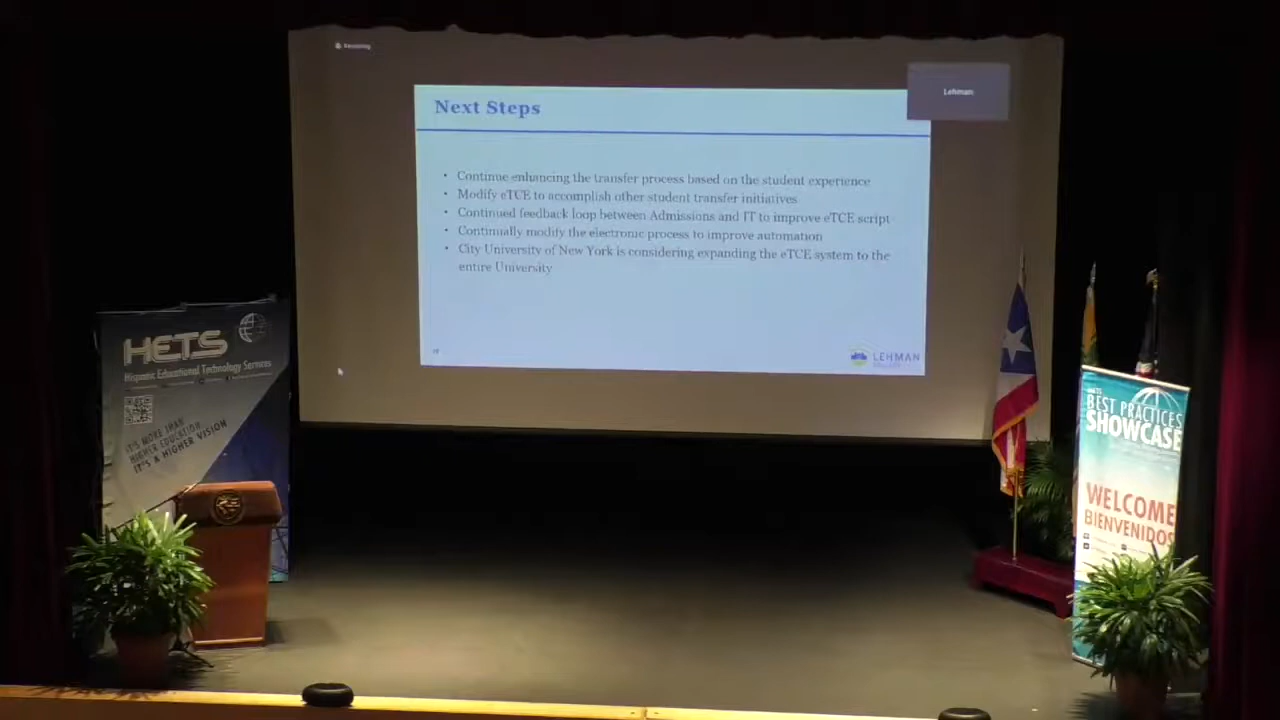 Lehman
Next Steps
• Continue enhancing the transfer process based on the student experience
• Modify eTCE to accomplish other student transfer initiatives
• Continued feedback loop between Admissions and IT to improve eTCE script
• Continually modify the electronic process to improve automation
• City University of New York is considering expanding the eTCE system to the
entire University
LEHMAN
COLLEGE
HETS
Hispanic Educational Technology Services
IT'S MORE THAN
HIGHER EDUCATION,
IT'S A HIGHER VISION
HETS
BEST PRACTICES
SHOWCASE
WELCOME
BIENVENIDOS